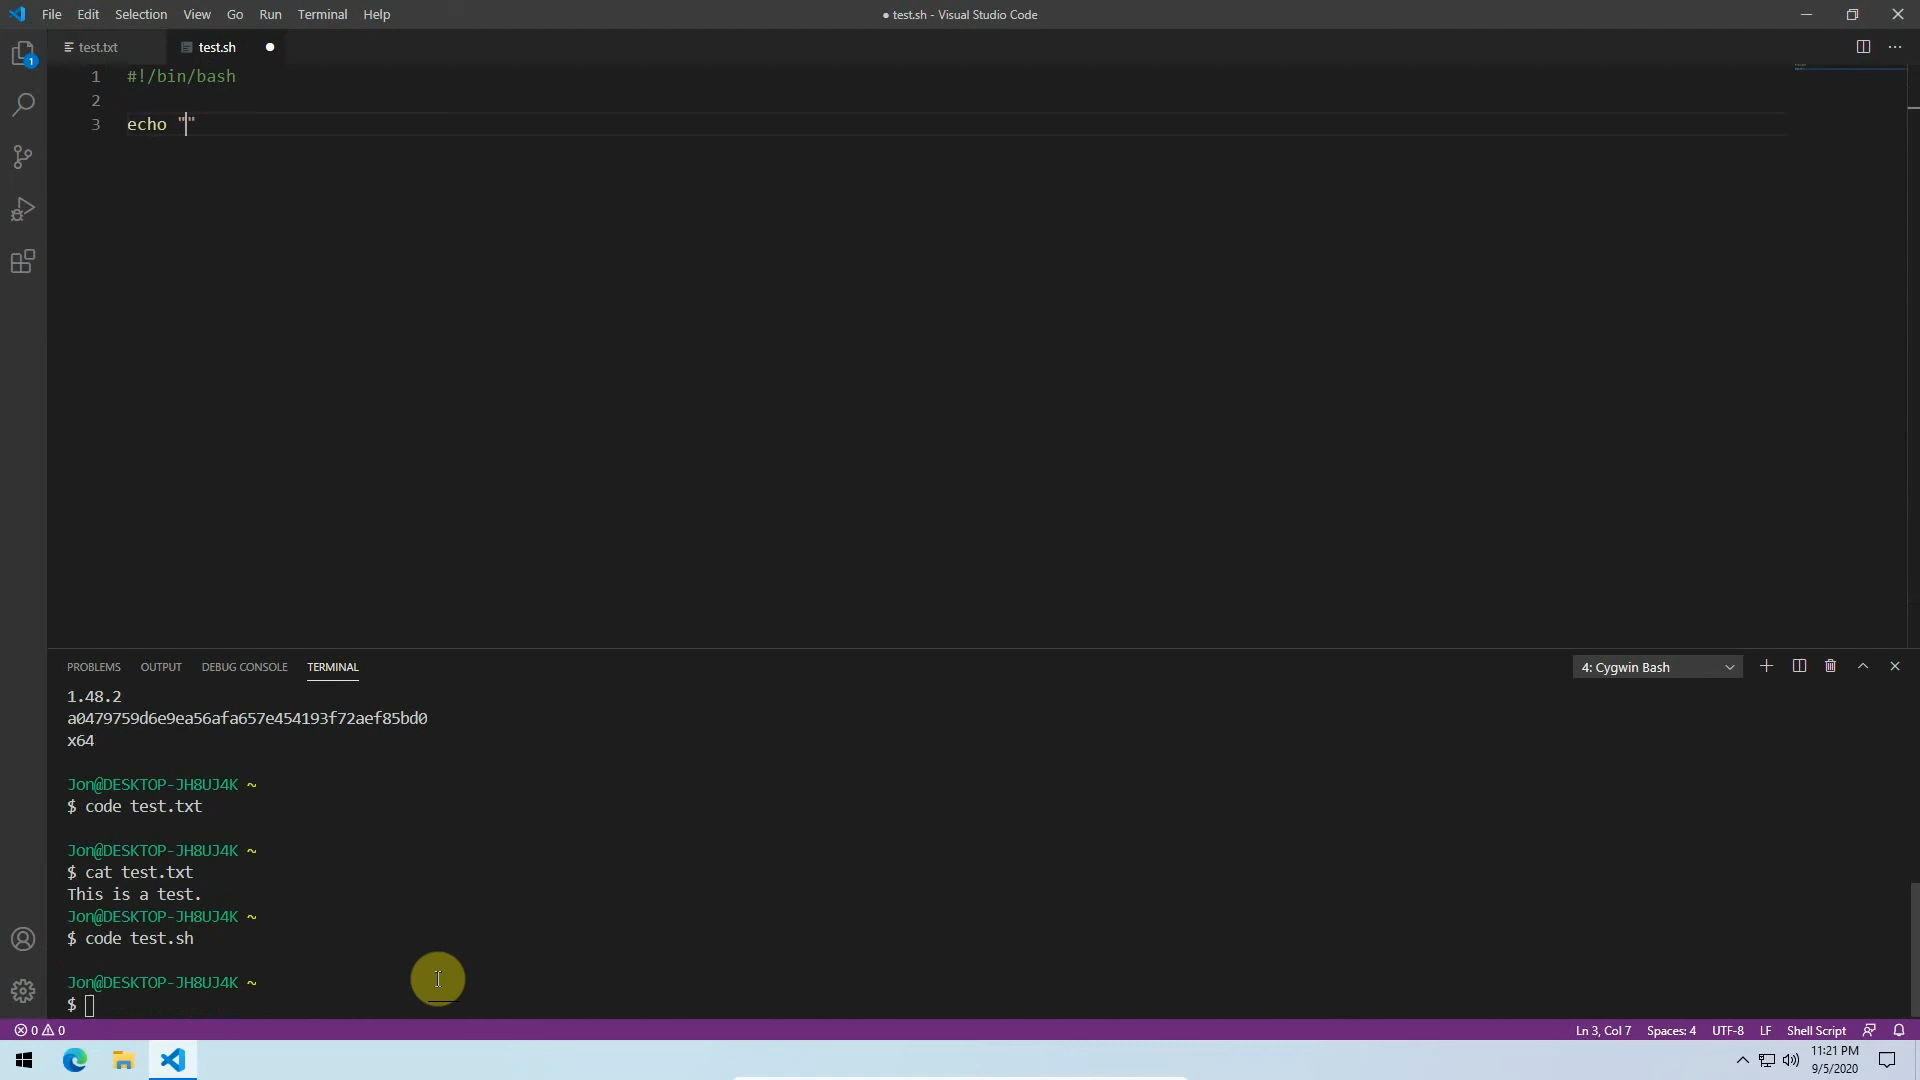 File Edit Selection View Go Run Terminal Help
● test.sh - Visual Studio Code
test.txt
test.sh
1
1 #!/bin/bash
2
3 echo ""
PROBLEMS OUTPUT DEBUG CONSOLE TERMINAL
4: Cygwin Bash
1.48.2
a0479759d6e9ea56afa657e454193f72aef85bd0
x64
Jon@DESKTOP-JH8UJ4K ~
$ code test.txt
Jon@DESKTOP-JH8UJ4K ~
$ cat test.txt
This is a test.
Jon@DESKTOP-JH8UJ4K ~
$ code test.sh
Jon@DESKTOP-JH8UJ4K ~
$
0 0
Ln 3, Col 7 Spaces: 4 UTF-8 LF Shell Script
11:21 PM
9/5/2020